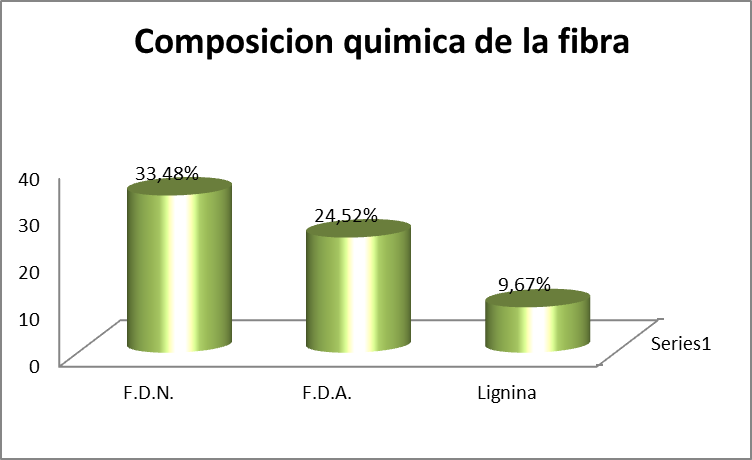 Composicion quimica de la fibra
33,48%
24,52%
9,67%
40
30
20
10
0
Series1
F.D.N.
F.D.A.
Lignina